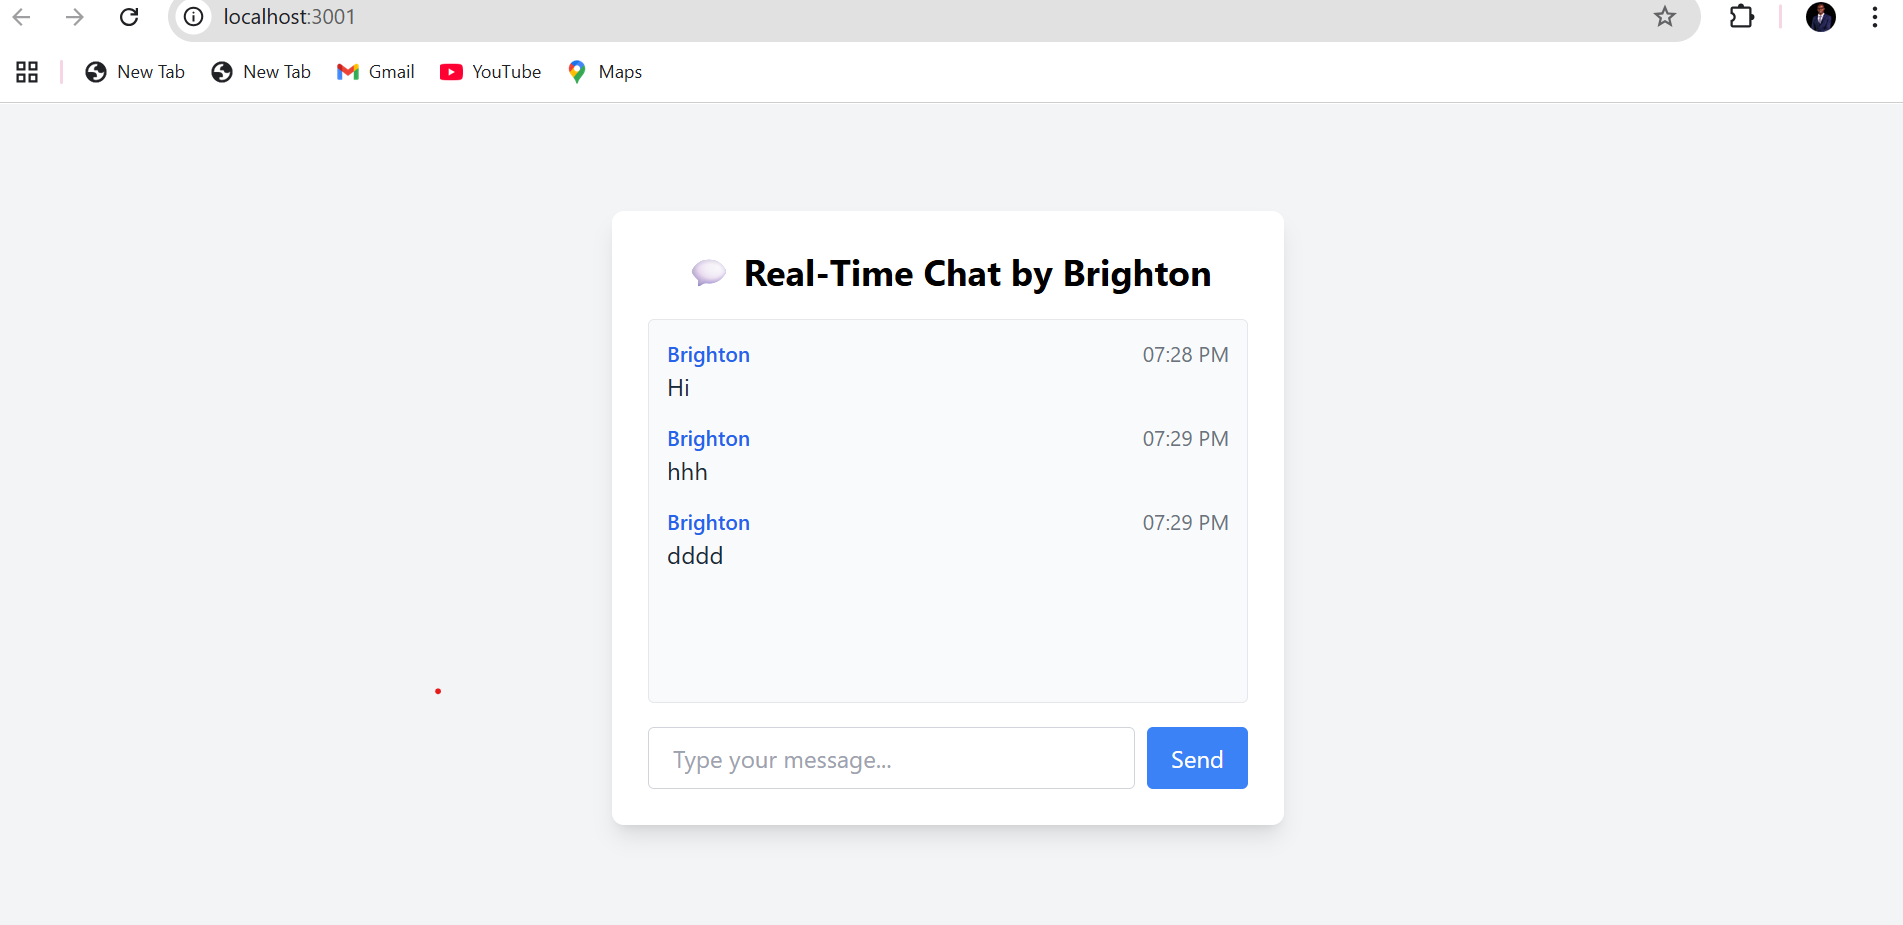 localhost:3001
New Tab New Tab Gmail YouTube Maps
Real-Time Chat by Brighton
Brighton 07:28 PM
Hi
Brighton 07:29 PM
hhh
Brighton 07:29 PM
dddd
Type your message... Send